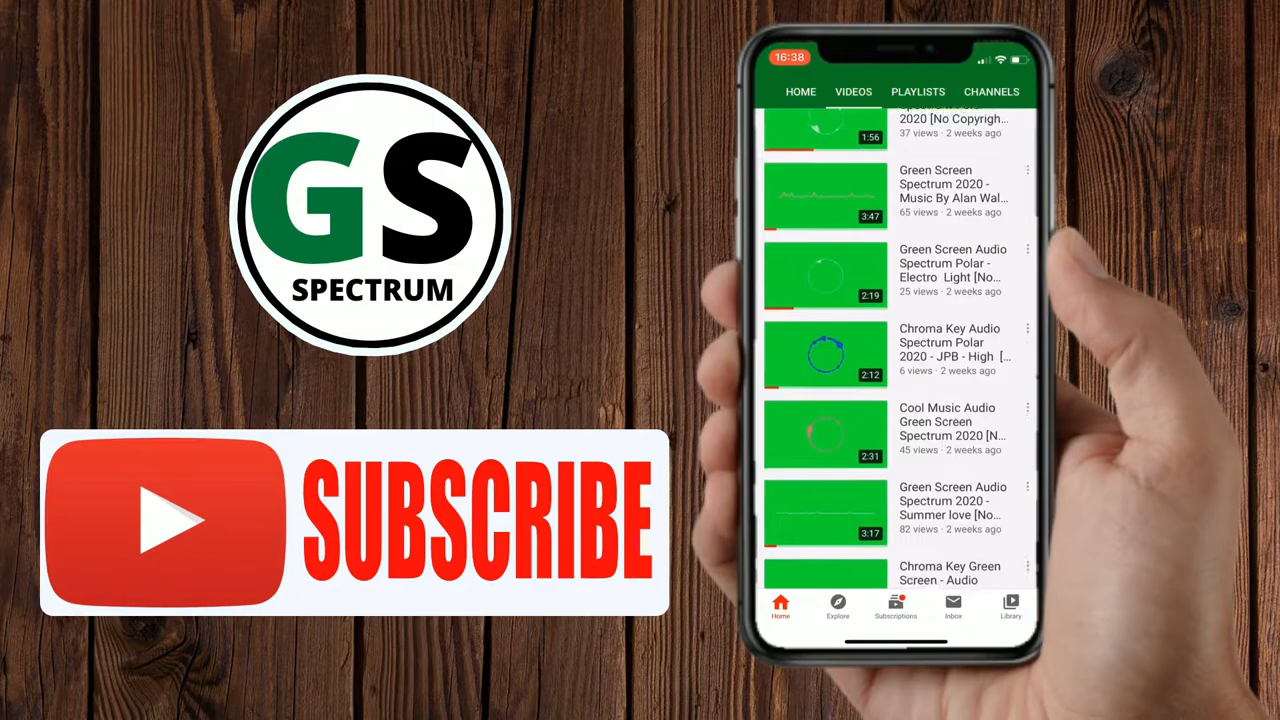 GS
SPECTRUM
SUBSCRIBE
16:38
HOME VIDEOS PLAYLISTS CHANNELS
2020 [No Copyrigh...
37 views · 2 weeks ago
1:56
Green Screen
Spectrum 2020 -
Music By Alan Wal...
65 views · 2 weeks ago
3:47
Green Screen Audio
Spectrum Polar -
Electro Light [No...
25 views · 2 weeks ago
2:19
Chroma Key Audio
Spectrum Polar
2020 - JPB - High [...
6 views · 2 weeks ago
2:12
Cool Music Audio
Green Screen
Spectrum 2020 [N...
45 views · 2 weeks ago
2:31
Green Screen Audio
Spectrum 2020 -
Summer love [No...
82 views · 2 weeks ago
3:17
Chroma Key Green
Screen - Audio
Home Explore Subscriptions Inbox Library